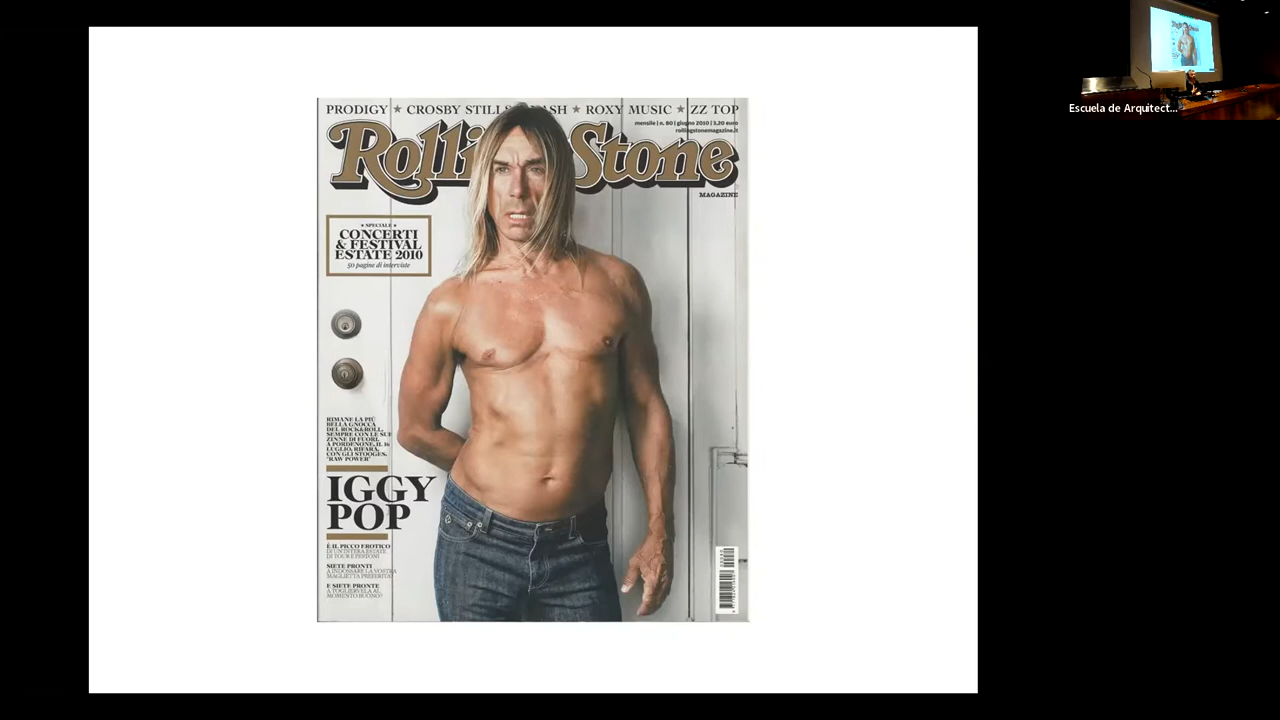 PRODIGY ★ CROSBY STILLS & NASH ★ ROXY MUSIC ★ ZZ TOP
mensile | n. 80 | giugno 2010 | 3,20 euro
rollingstonemagazine.it
Rolling Stone
MAGAZINE
★ SPECIALE ★
CONCERTI
& FESTIVAL
ESTATE 2010
50 pagine di interviste
RIMANE LA PIÙ
BELLA GNOCCA
DEL ROCK&ROLL.
SEMPRE CON LE SUE
ZINNE DI FUORI.
A PORDENONE, IL 16
LUGLIO, RIFARÀ,
CON GLI STOOGES,
"RAW POWER"
IGGY
POP
È IL PICCO EROTICO
DI UN'INTERA ESTATE
DI TOUR E FESTONI
SIETE PRONTI
A INDOSSARE LA VOSTRA
MAGLIETTA PREFERITA?
E SIETE PRONTE
A TOGLIERVELA AL
MOMENTO BUONO?
Escuela de Arquitect...